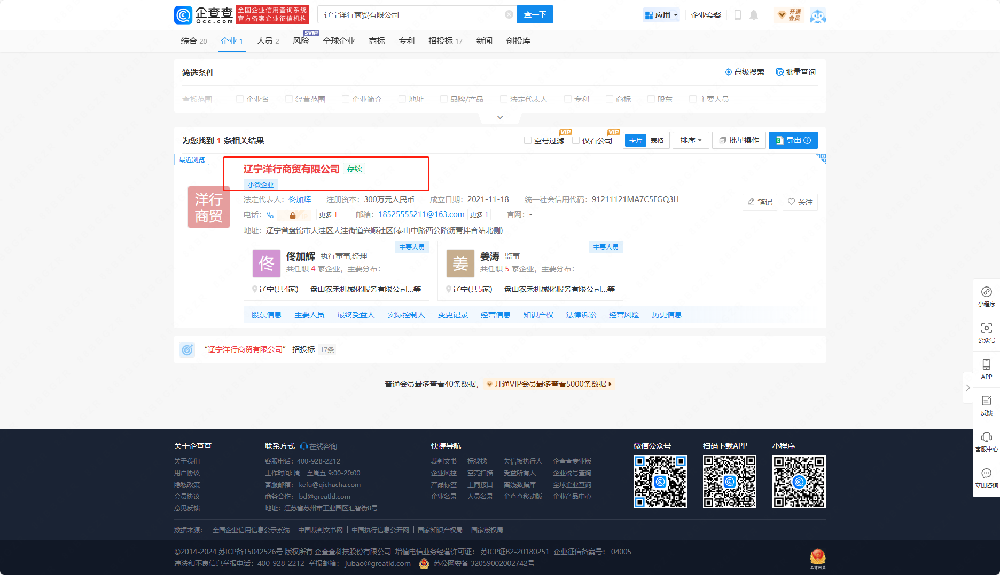 企查查
Qcc.com
全国企业信用查询系统
官方备案企业征信机构
辽宁洋行商贸有限公司
查一下
应用
企业套餐
开通
会员
综合 20
企业 1
人员 2
风险
SVIP
全球企业
商标
专利
招投标 17
新闻
创投库
筛选条件
高级搜索
批量查询
查找范围
企业名
经营范围
企业简介
地址
品牌/产品
法定代表人
专利
商标
股东
主要人员
为您找到 1 条相关结果
空号过滤
VIP
仅看公司
VIP
卡片
表格
排序
批量操作
导出
最近浏览
辽宁洋行商贸有限公司
存续
小微企业
洋行
商贸
法定代表人：佟加辉 注册资本：300万元人民币 成立日期：2021-11-18 统一社会信用代码：91211121MA7C5FGQ3H
笔记
关注
电话：
更多 1
邮箱：18525555211@163.com
更多 1
官网：-
地址：辽宁省盘锦市大洼区大洼街道兴顺社区(泰山中路西公路沥青拌合站北侧)
主要人员
佟
佟加辉 执行董事,经理
共任职 4 家企业，主要分布：
辽宁(共4家) 盘山农禾机械化服务有限公司...等
主要人员
姜
姜涛 监事
共任职 5 家企业，主要分布：
辽宁(共5家) 盘山农禾机械化服务有限公司...等
股东信息 主要人员 最终受益人 实际控制人 变更记录 经营信息 知识产权 法律诉讼 经营风险 历史信息
“辽宁洋行商贸有限公司” 招投标 17条
普通会员最多查看40条数据，
开通VIP会员最多查看5000条数据
小程序
公众号
APP
反馈
客服中心
立即咨询
关于企查查
关于我们
用户协议
隐私政策
会员协议
意见反馈
联系方式 在线咨询
客服电话：400-928-2212
工作时间: 周一至周五 9:00-20:00
客服邮箱： kefu@qichacha.com
商务合作： bd@greatld.com
地址：江苏省苏州市工业园区汇智街8号
快捷导航
裁判文书 标找找 失信被执行人 企查查专业版
企业风控 空壳扫描 受益所有人 企业税号查询
产品标签 工商接口 离线数据库 全球企业查询
企业名录 人员名录 企查查移动版 企业产品中心
微信公众号
扫码下载APP
小程序
数据来源： 全国企业信用信息公示系统 | 中国裁判文书网 | 中国执行信息公开网 | 国家知识产权局 | 国家版权局
©2014-2024 苏ICP备15042526号 版权所有 企查查科技股份有限公司 增值电信业务经营许可证： 苏ICP证B2-20180251 企业征信备案号： 04005
违法和不良信息举报电话：400-928-2212 举报邮箱： jubao@greatld.com 苏公网安备 32059002002742号
工商网监